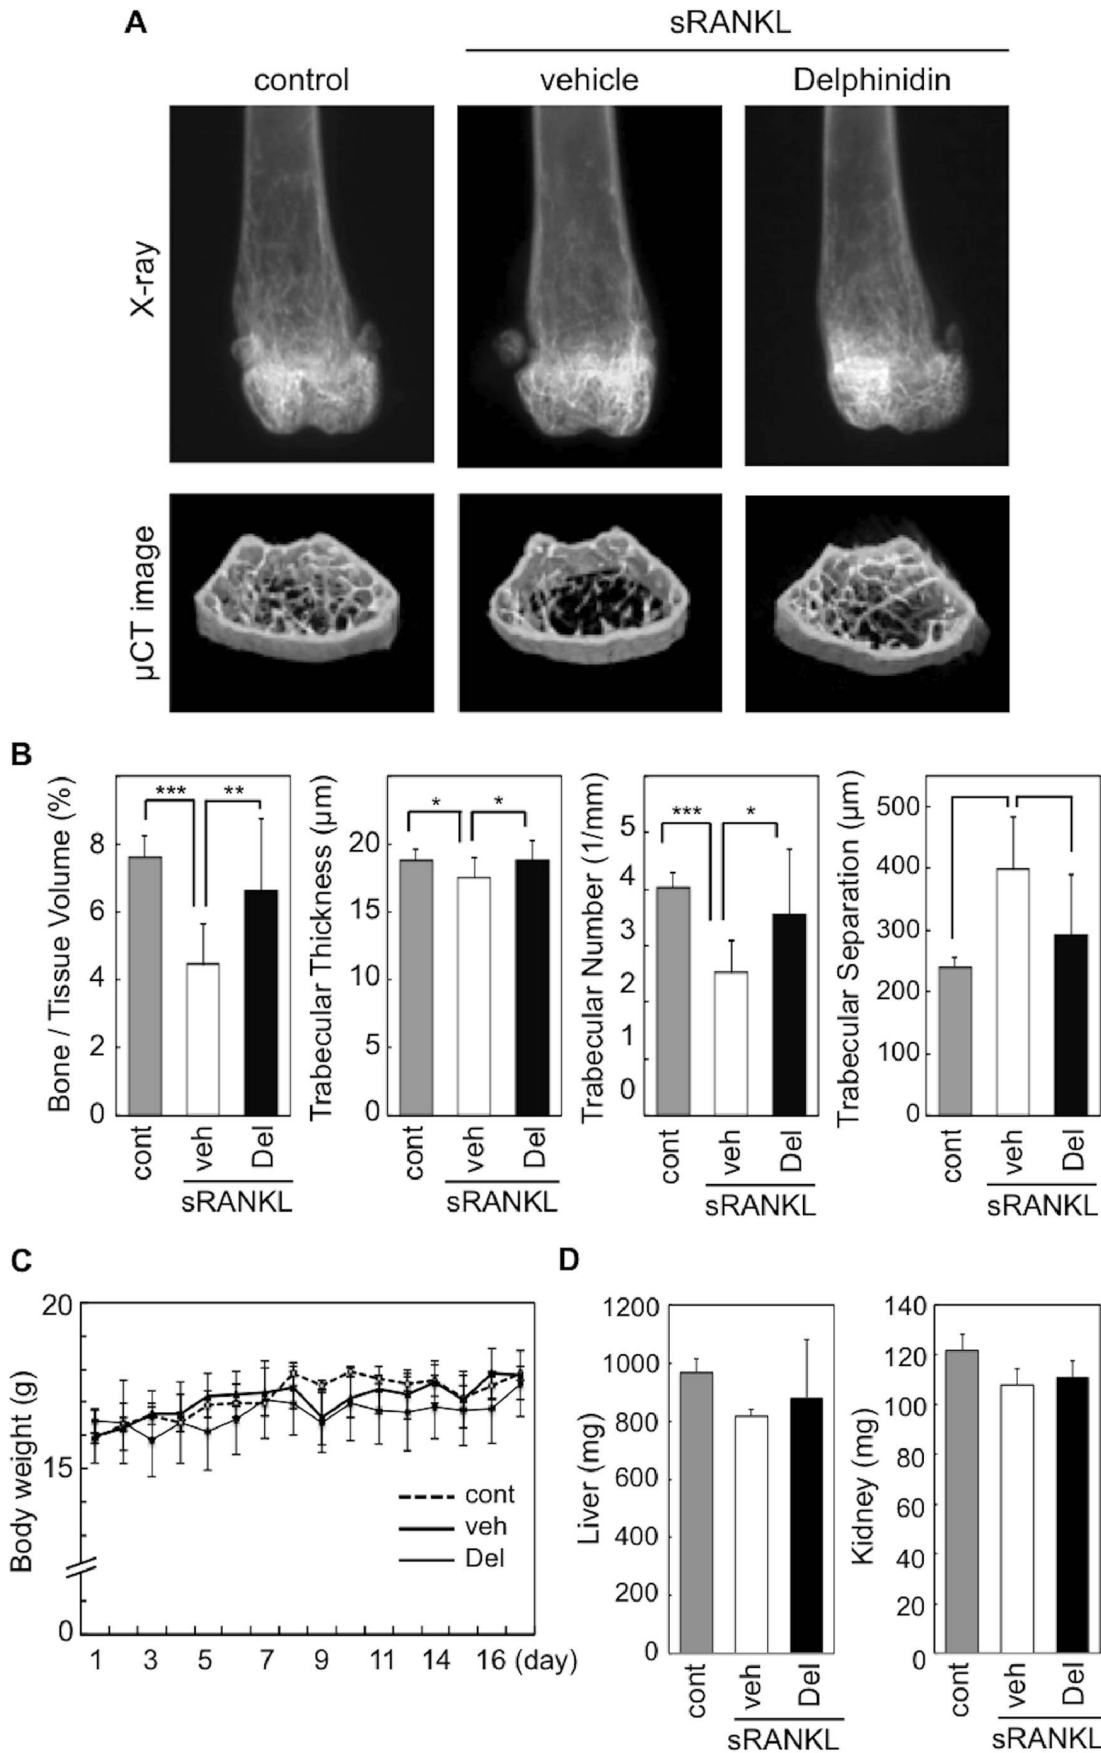 A
sRANKL
control vehicle Delphinidin
X-ray
µCT image
B
Bone / Tissue Volume (%)
8
6
4
2
0
*** **
cont veh Del
sRANKL
Trabecular Thickness (µm)
20
15
10
5
0
* *
cont veh Del
sRANKL
Trabecular Number (1/mm)
5
4
3
2
1
0
*** *
cont veh Del
sRANKL
Trabecular Separation (µm)
500
400
300
200
100
0
cont veh Del
sRANKL
C
Body weight (g)
20
15
0
cont
veh
Del
1 3 5 7 9 11 14 16 (day)
D
Liver (mg)
1200
1000
800
600
400
200
0
cont veh Del
sRANKL
Kidney (mg)
140
120
100
80
60
40
20
0
cont veh Del
sRANKL